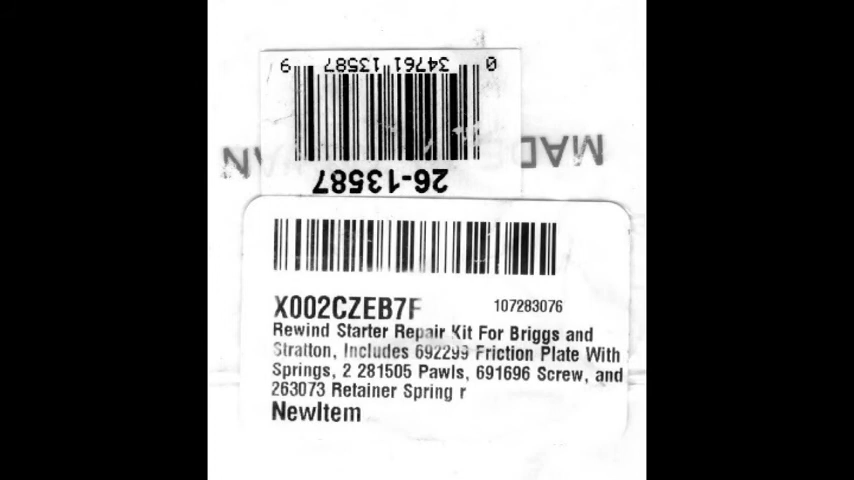 0 34761 13587 9
26-13587
MADE
X002CZEB7F
107283076
Rewind Starter Repair Kit For Briggs and
Stratton, Includes 692299 Friction Plate With
Springs, 2 281505 Pawls, 691696 Screw, and
263073 Retainer Spring r
NewItem